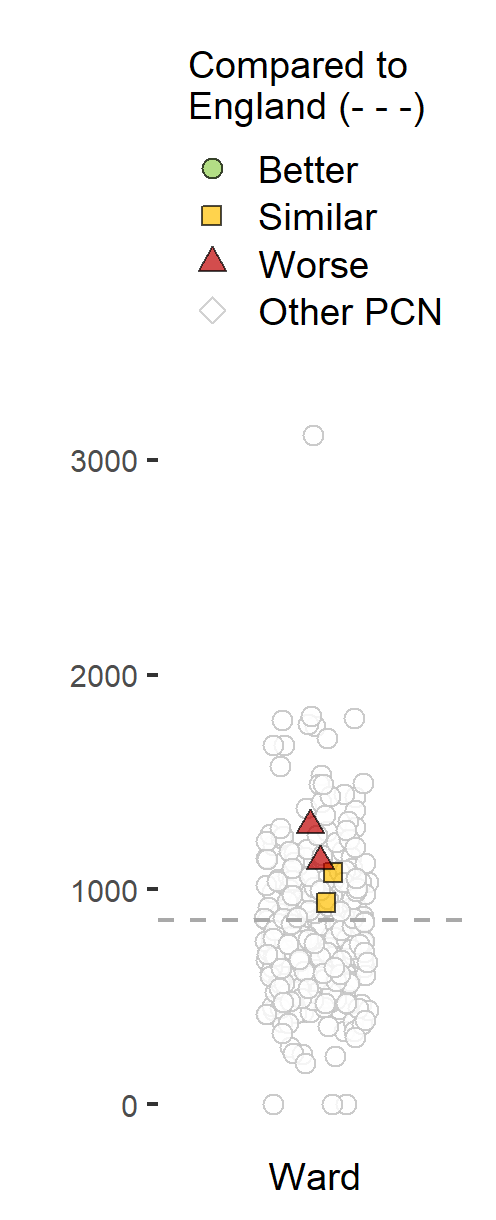 Compared to
England (- - -)
Better
Similar
Worse
Other PCN
3000
2000
1000
0
Ward